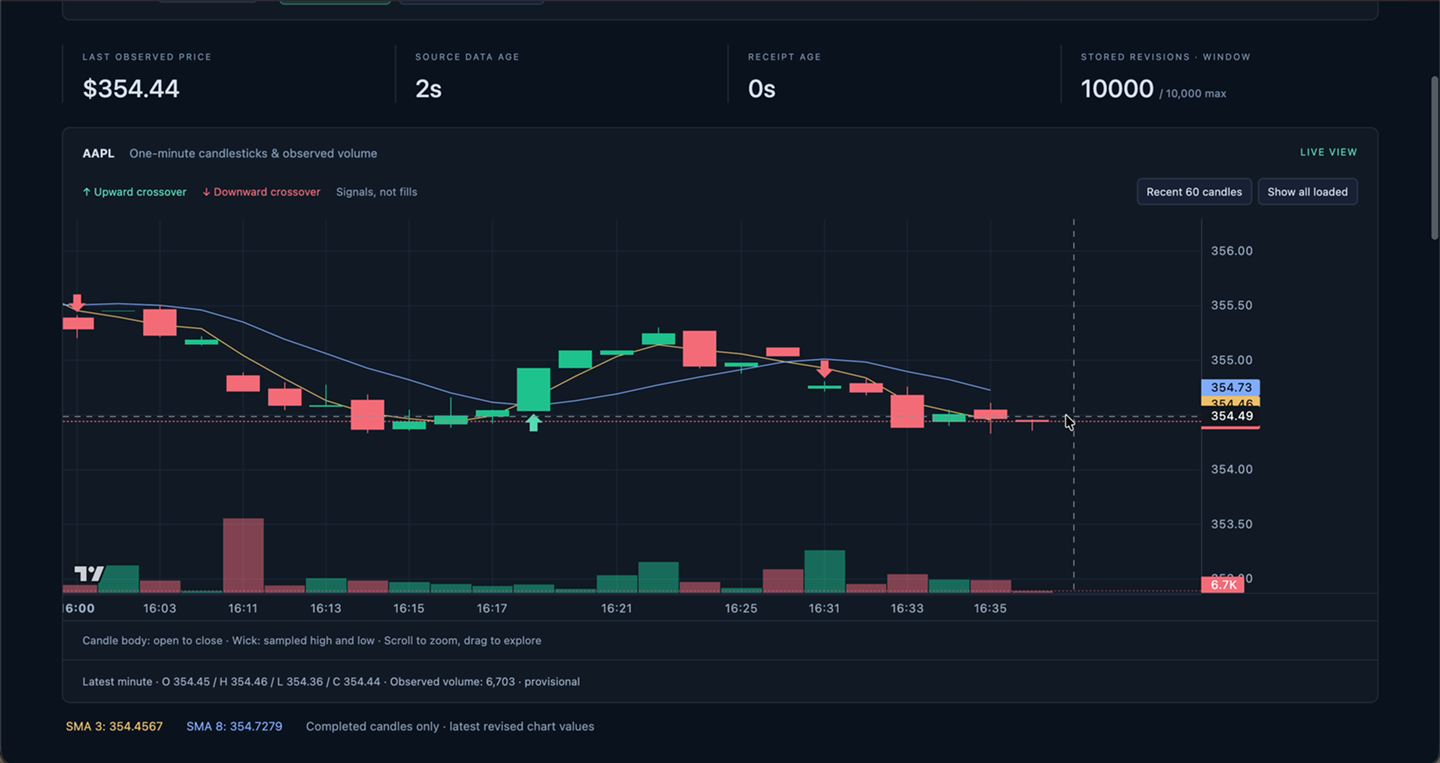 LAST OBSERVED PRICE
$354.44
SOURCE DATA AGE
2s
RECEIPT AGE
0s
STORED REVISIONS · WINDOW
10000 / 10,000 max
AAPL One-minute candlesticks & observed volume
LIVE VIEW
↑ Upward crossover ↓ Downward crossover Signals, not fills
Recent 60 candles Show all loaded
356.00
355.50
355.00
354.73
354.46
354.49
354.00
353.50
6.7K
6:00 16:03 16:11 16:13 16:15 16:17 16:21 16:25 16:31 16:33 16:35
Candle body: open to close · Wick: sampled high and low · Scroll to zoom, drag to explore
Latest minute · O 354.45 / H 354.46 / L 354.36 / C 354.44 · Observed volume: 6,703 · provisional
SMA 3: 354.4567 SMA 8: 354.7279 Completed candles only · latest revised chart values